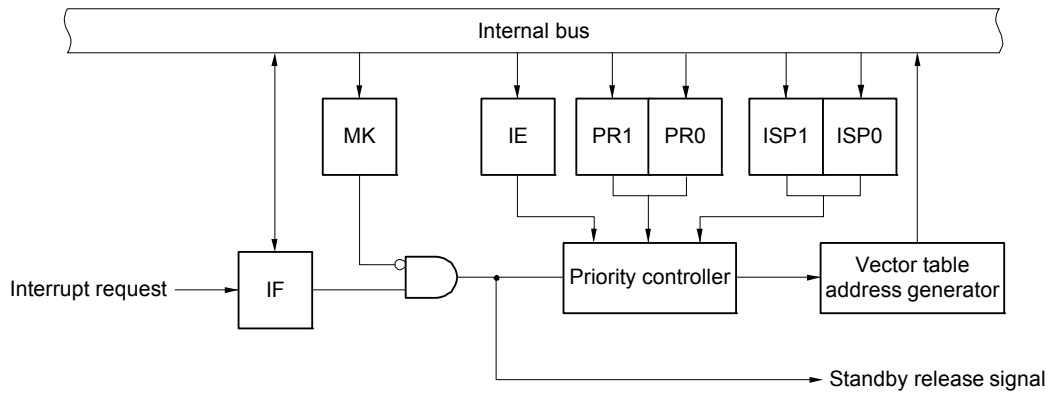 Internal bus
MK
IE
PR1
PR0
ISP1
ISP0
Interrupt request
IF
Priority controller
Vector table
address generator
Standby release signal